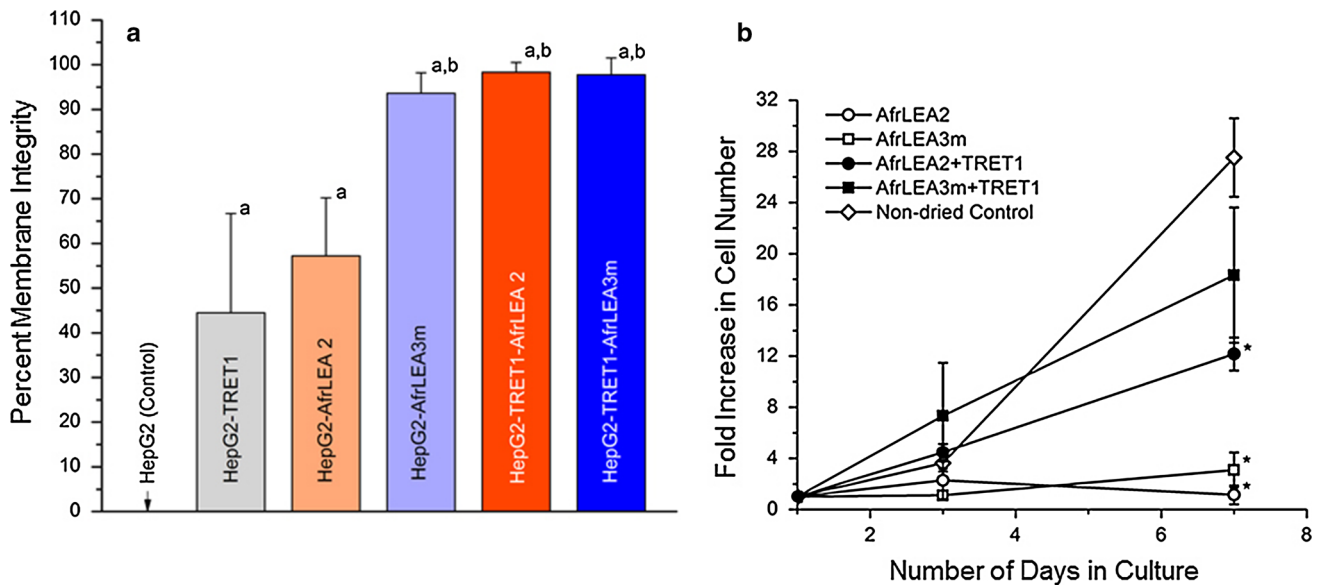 a
110
100
90
80
70
60
50
40
30
20
10
0
Percent Membrane Integrity
HepG2 (Control)
HepG2-TRET1
a
HepG2-AfrLEA 2
a
HepG2-AfrLEA3m
a,b
HepG2-TRET1-AfrLEA 2
a,b
HepG2-TRET1-AfrLEA3m
a,b
b
32
28
24
20
16
12
8
4
0
Fold Increase in Cell Number
AfrLEA2
AfrLEA3m
AfrLEA2+TRET1
AfrLEA3m+TRET1
Non-dried Control
*
*
*
2
4
6
8
Number of Days in Culture